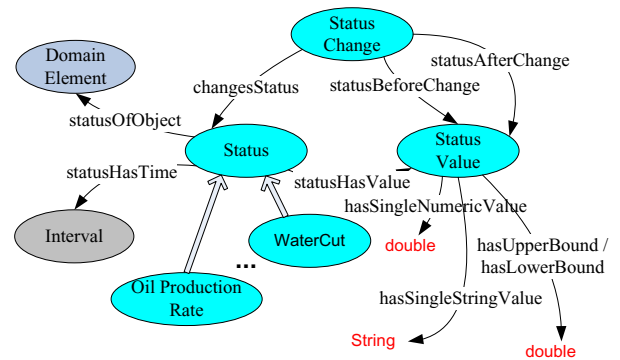 Status
Change
Domain
Element
statusAfterChange
changesStatus
statusBeforeChange
statusOfObject
Status
Status
Value
statusHasTime
statusHasValue
hasSingleNumericValue
Interval
WaterCut
double
hasUpperBound /
hasLowerBound
...
Oil Production
Rate
hasSingleStringValue
String
double